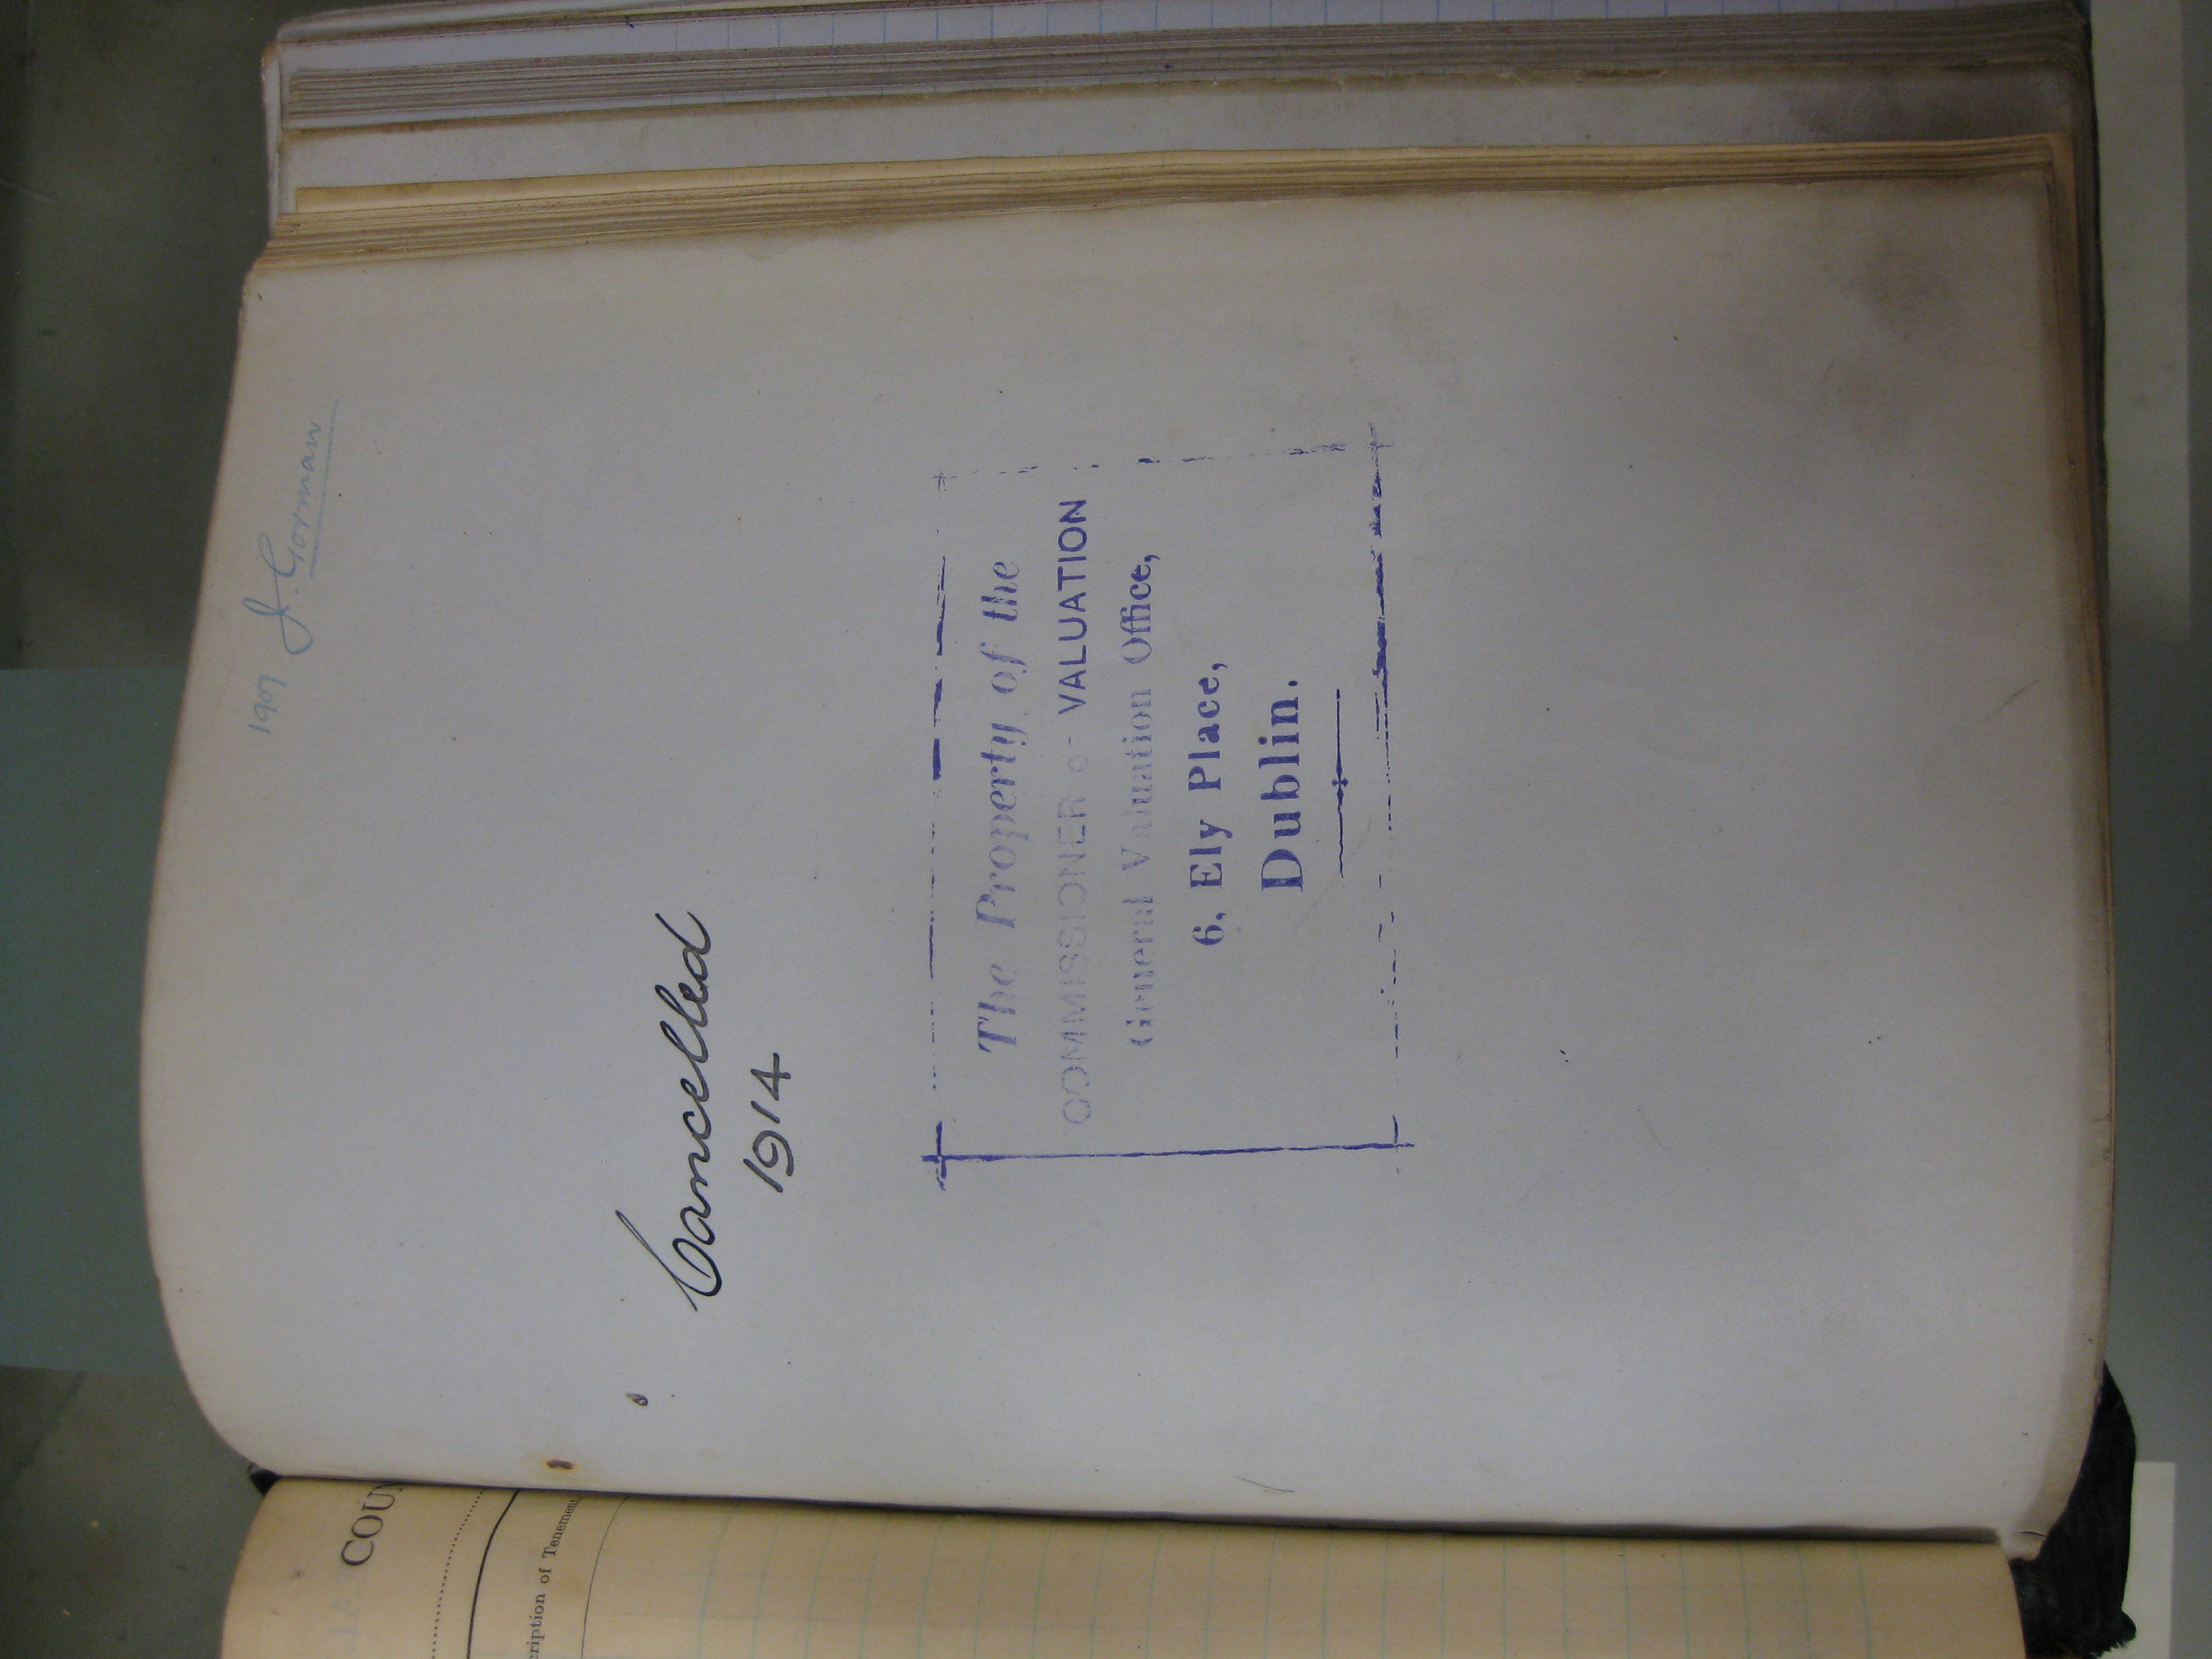 1907 J. Gorman
Cancelled
1914
The Property of the
COMMISSIONER OF VALUATION
General Valuation Office,
6, Ely Place,
Dublin.
COUN
cription of Tenement